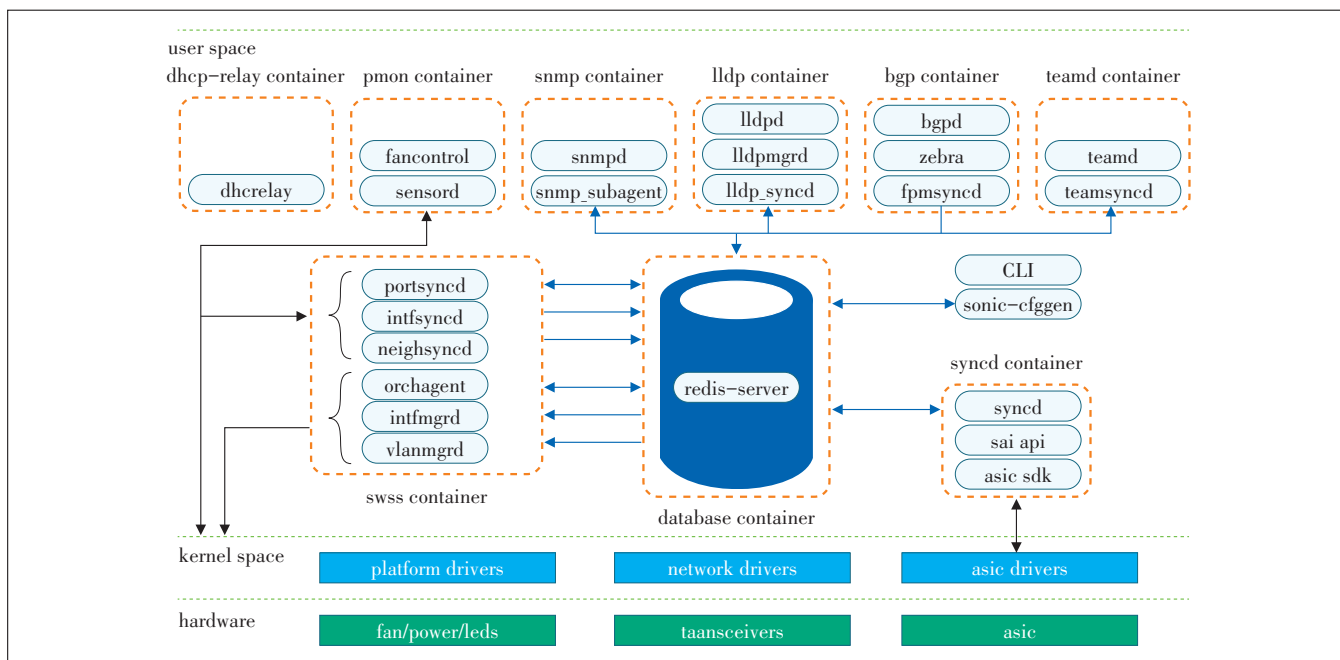 user space
dhcp-relay container
pmon container
snmp container
lldp container
bgp container
teamd container
dhcrelay
fancontrol
sensord
snmpd
snmp_subagent
lldpd
lldpmgrd
lldp_syncd
bgpd
zebra
fpmsyncd
teamd
teamsyncd
portsyncd
intfsyncd
neighsyncd
orchagent
intfmgrd
vlanmgrd
swss container
redis-server
database container
CLI
sonic-cfggen
syncd container
syncd
sai api
asic sdk
kernel space
platform drivers
network drivers
asic drivers
hardware
fan/power/leds
taansceivers
asic